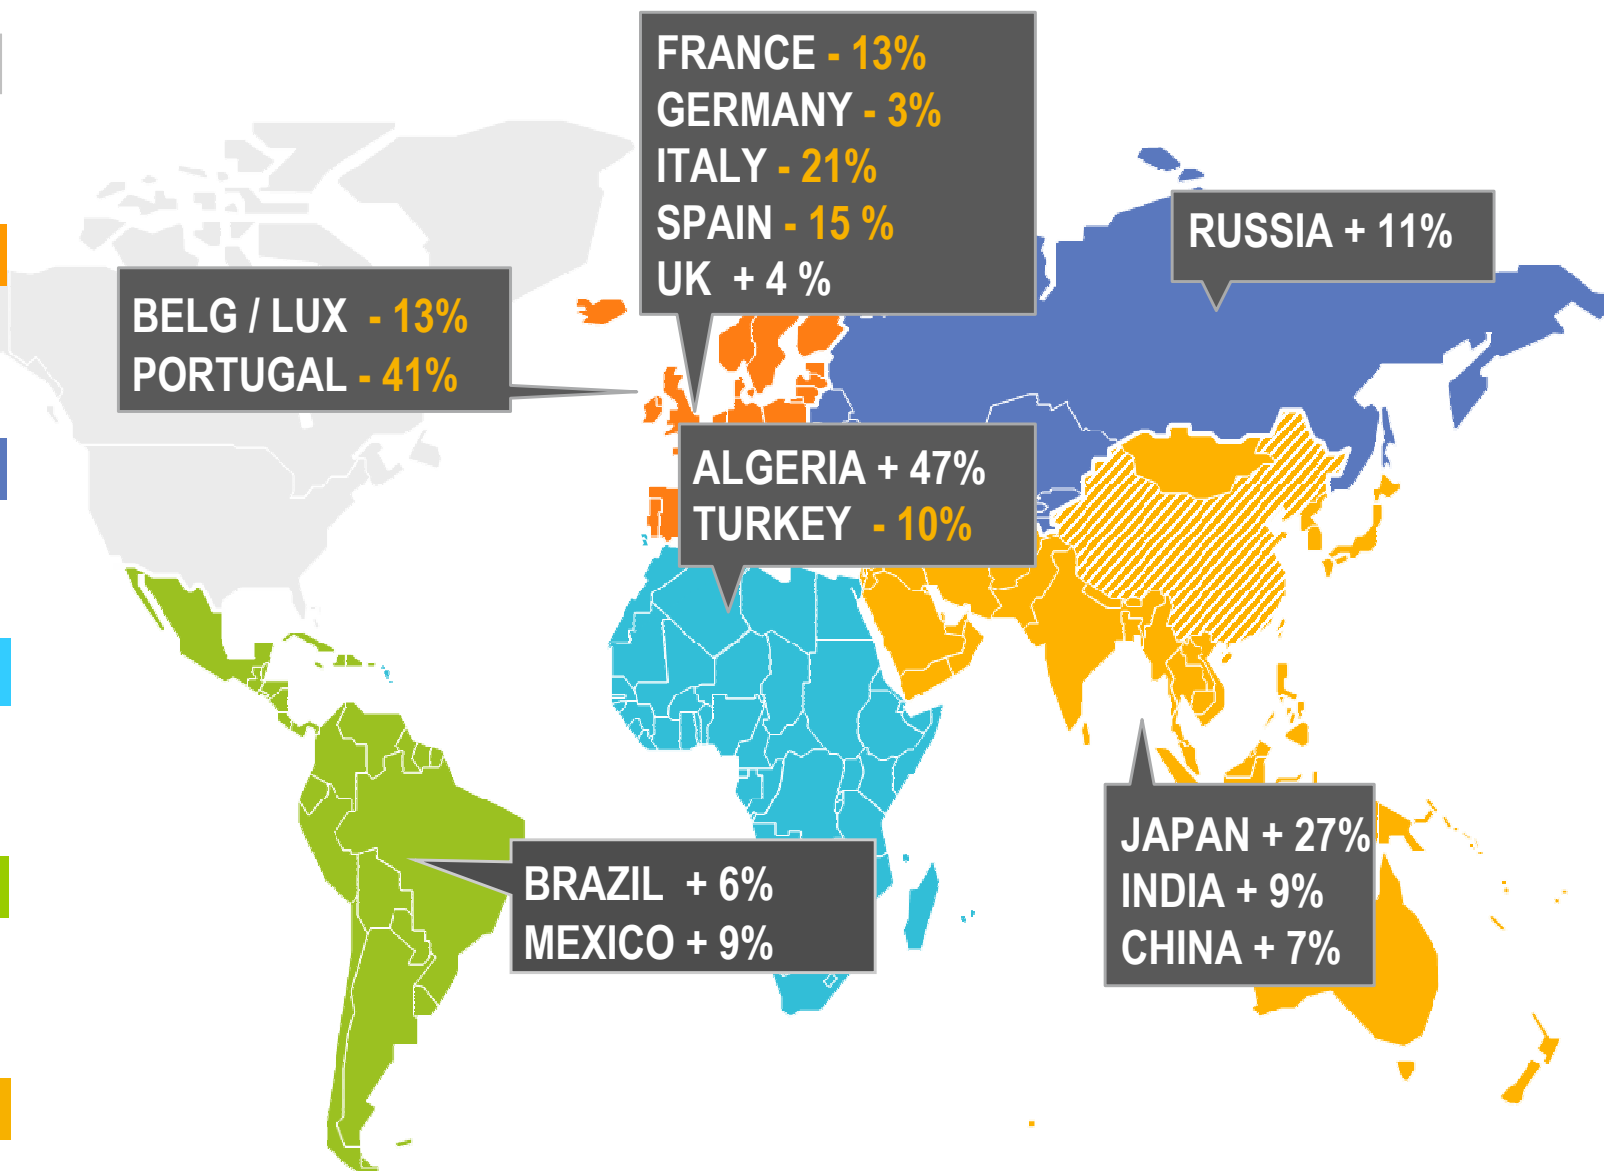 FRANCE - 13%
GERMANY - 3%
ITALY - 21%
SPAIN - 15 %
UK + 4 %
RUSSIA + 11%
BELG / LUX - 13%
PORTUGAL - 41%
ALGERIA + 47%
TURKEY - 10%
BRAZIL + 6%
MEXICO + 9%
JAPAN + 27%
INDIA + 9%
CHINA + 7%